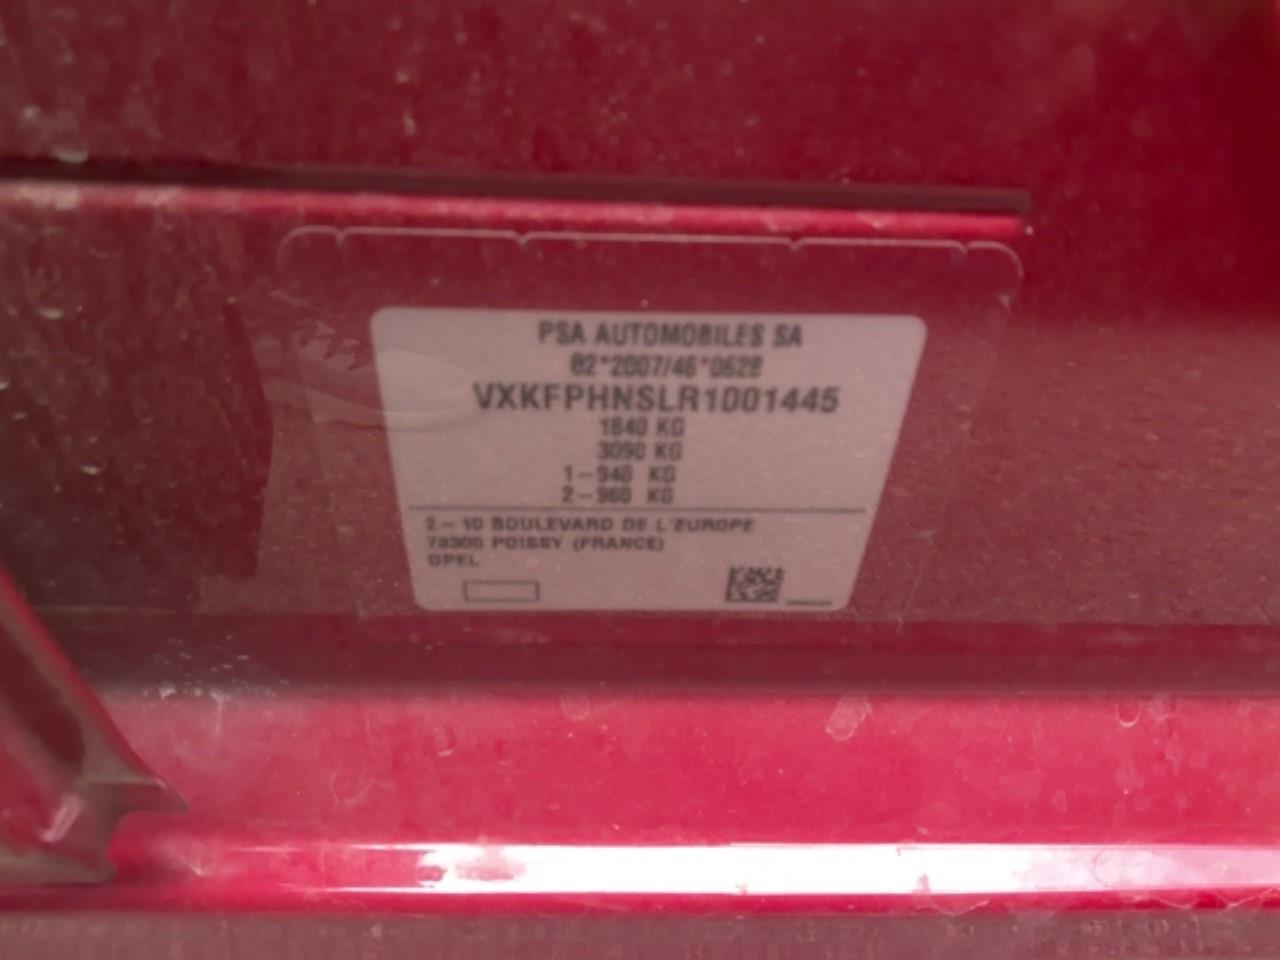 PSA AUTOMOBILES SA
02*2007/46*0628
VXKFPHNSLR1001445
1840 KG
3090 KG
1-940 KG
2-960 KG
2.- 10 BOULEVARD DE L'EUROPE
78300 POISSY (FRANCE)
OPEL